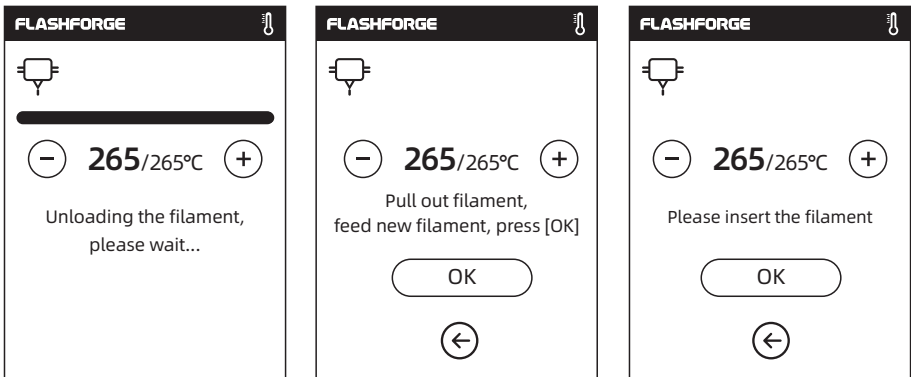 FLASHFORGE
265/265℃
Unloading the filament,
please wait...
FLASHFORGE
265/265℃
Pull out filament,
feed new filament, press [OK]
OK
FLASHFORGE
265/265℃
Please insert the filament
OK